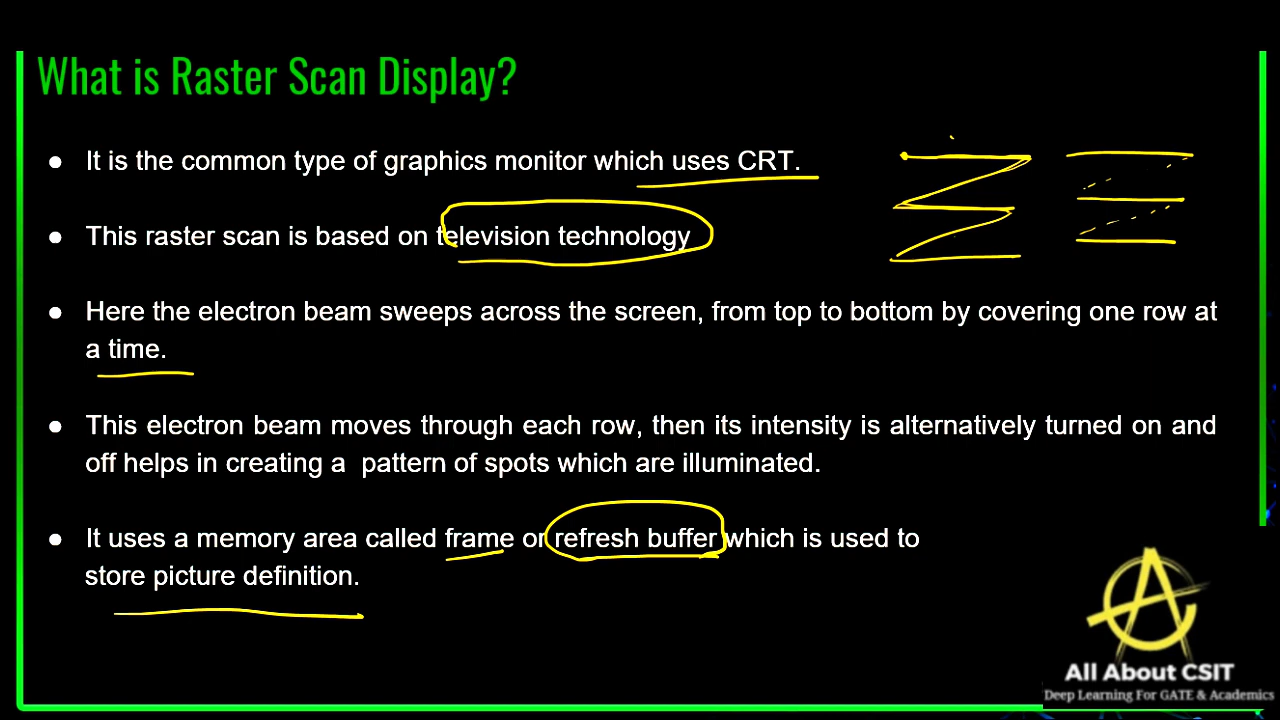 What is Raster Scan Display?
● It is the common type of graphics monitor which uses CRT.
● This raster scan is based on television technology
● Here the electron beam sweeps across the screen, from top to bottom by covering one row at
a time.
● This electron beam moves through each row, then its intensity is alternatively turned on and
off helps in creating a pattern of spots which are illuminated.
● It uses a memory area called frame or refresh buffer which is used to
store picture definition.
All About CSIT
Deep Learning For GATE & Academics